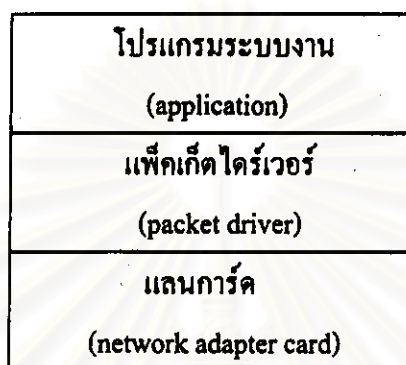 โปรแกรมระบบงาน
(application)
แพ็คเก็ตไดร์เวอร์
(packet driver)
แลนการ์ด
(network adapter card)